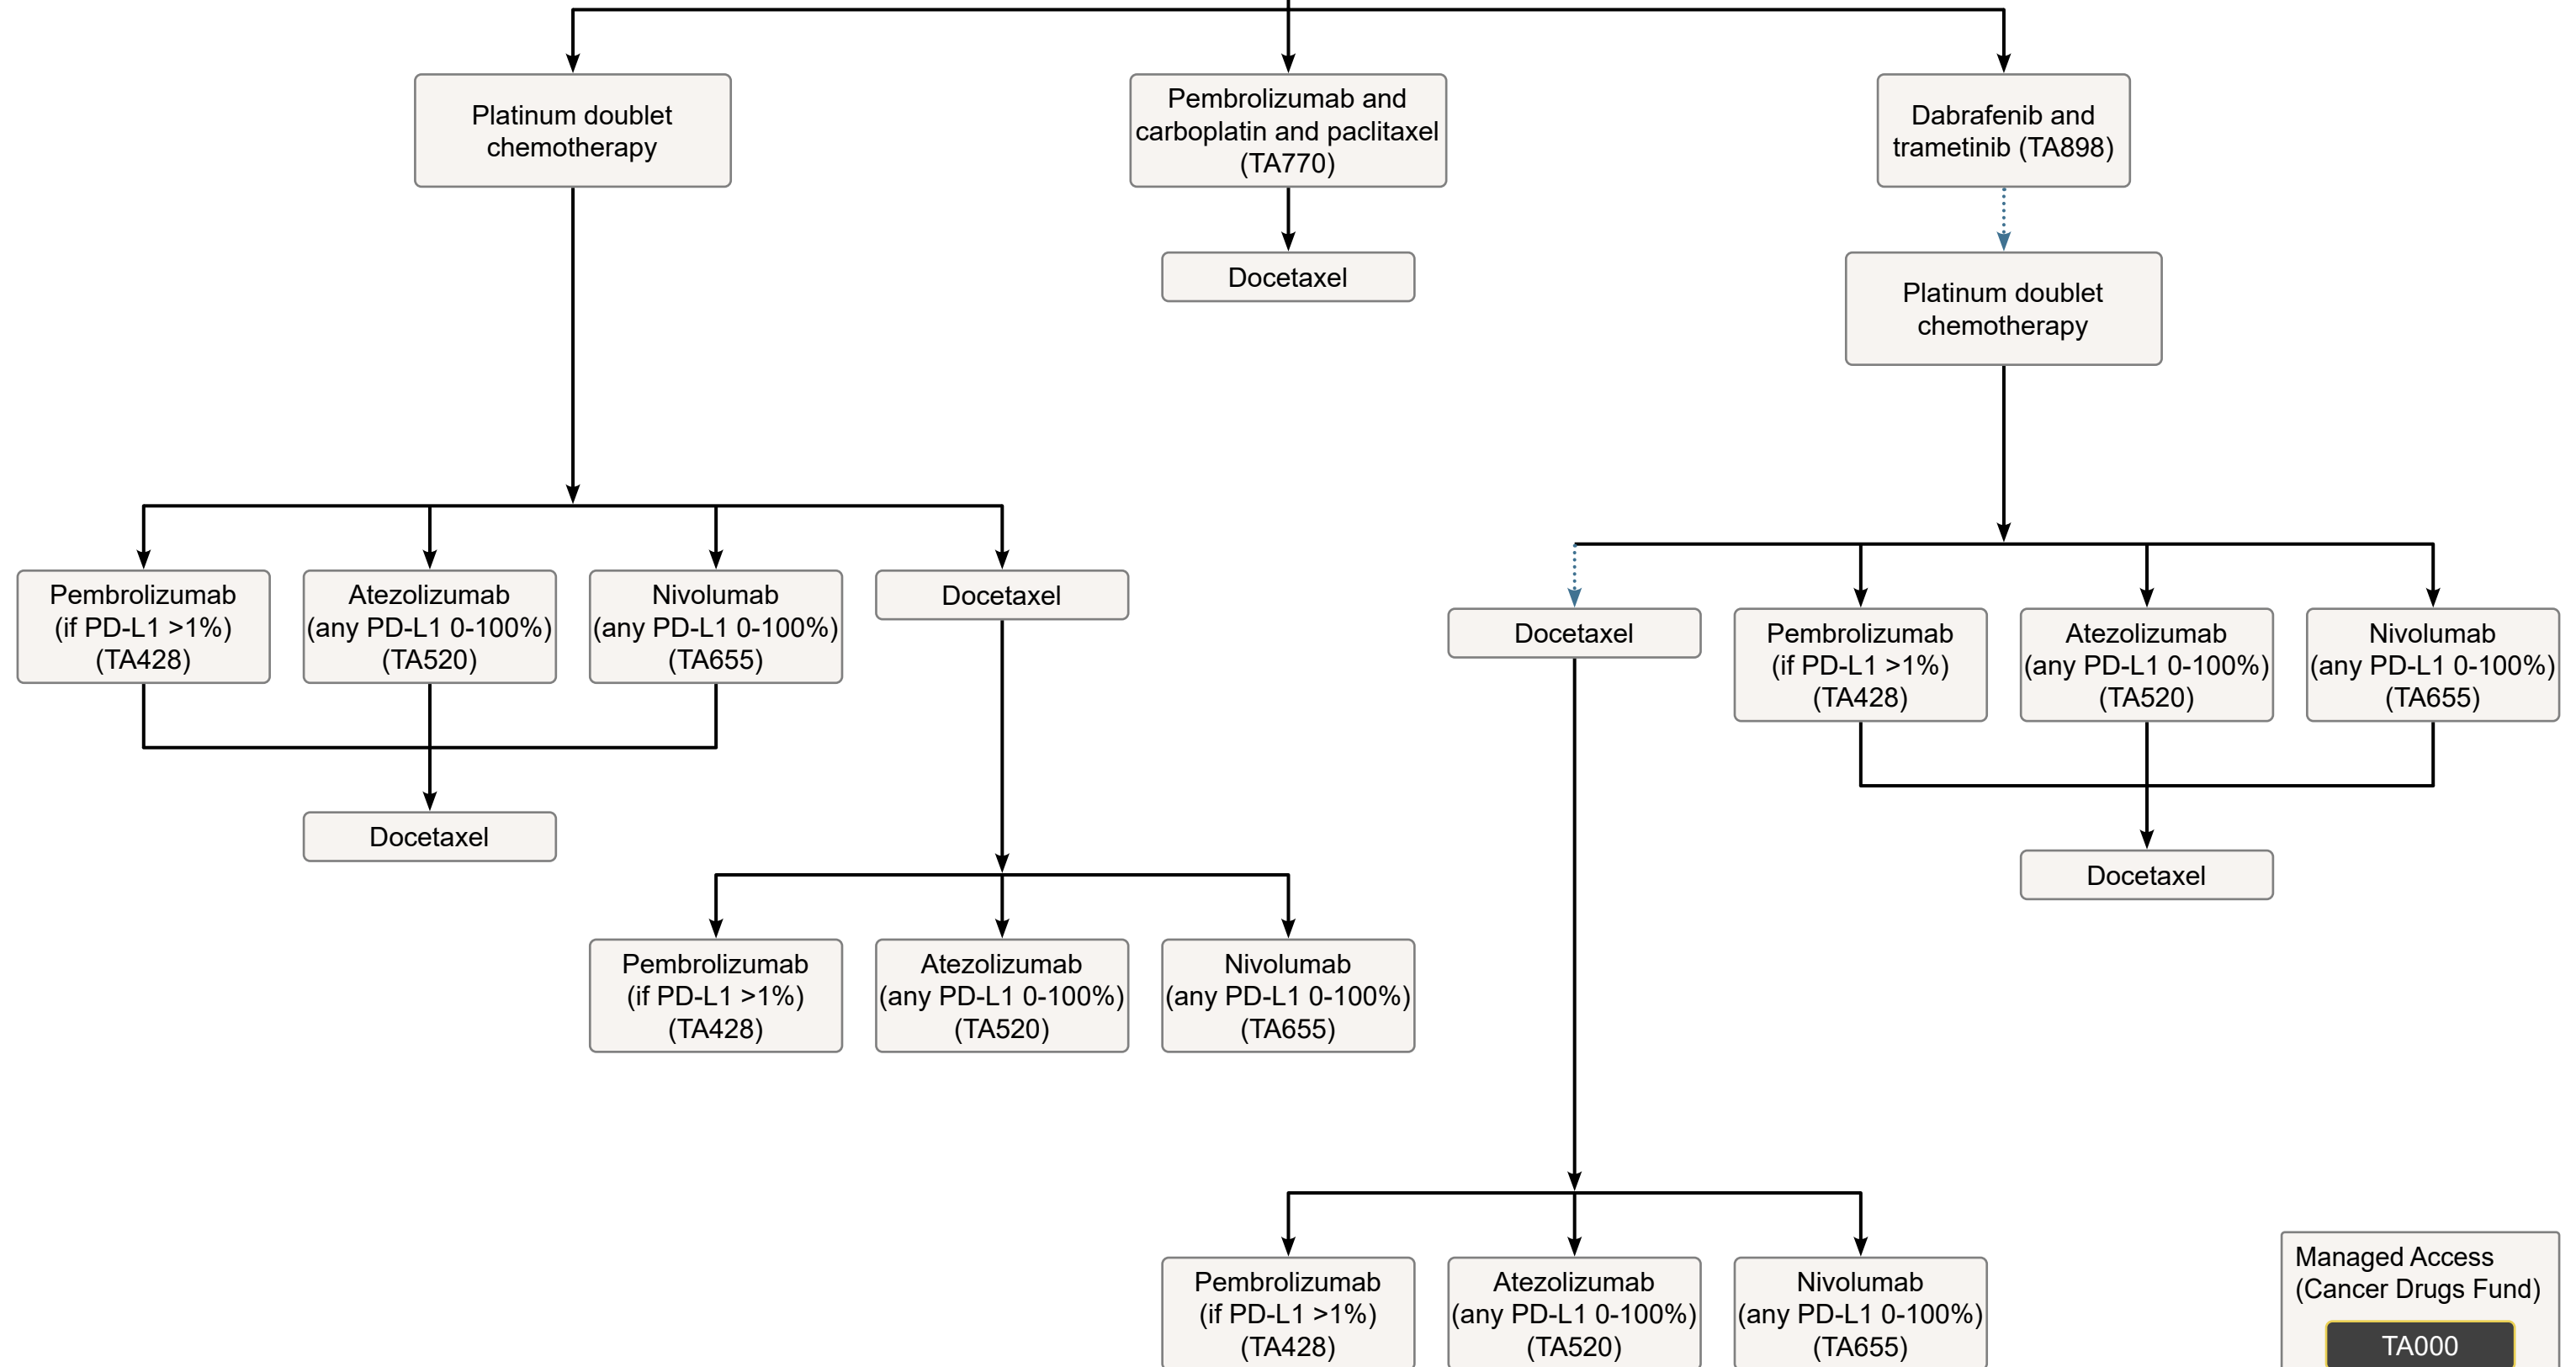 Platinum doublet
chemotherapy
Pembrolizumab and
carboplatin and paclitaxel
(TA770)
Dabrafenib and
trametinib (TA898)
Docetaxel
Platinum doublet
chemotherapy
Pembrolizumab
(if PD-L1 >1%)
(TA428)
Atezolizumab
(any PD-L1 0-100%)
(TA520)
Nivolumab
(any PD-L1 0-100%)
(TA655)
Docetaxel
Docetaxel
Pembrolizumab
(if PD-L1 >1%)
(TA428)
Atezolizumab
(any PD-L1 0-100%)
(TA520)
Nivolumab
(any PD-L1 0-100%)
(TA655)
Docetaxel
Docetaxel
Pembrolizumab
(if PD-L1 >1%)
(TA428)
Atezolizumab
(any PD-L1 0-100%)
(TA520)
Nivolumab
(any PD-L1 0-100%)
(TA655)
Pembrolizumab
(if PD-L1 >1%)
(TA428)
Atezolizumab
(any PD-L1 0-100%)
(TA520)
Nivolumab
(any PD-L1 0-100%)
(TA655)
Managed Access
(Cancer Drugs Fund)
TA000